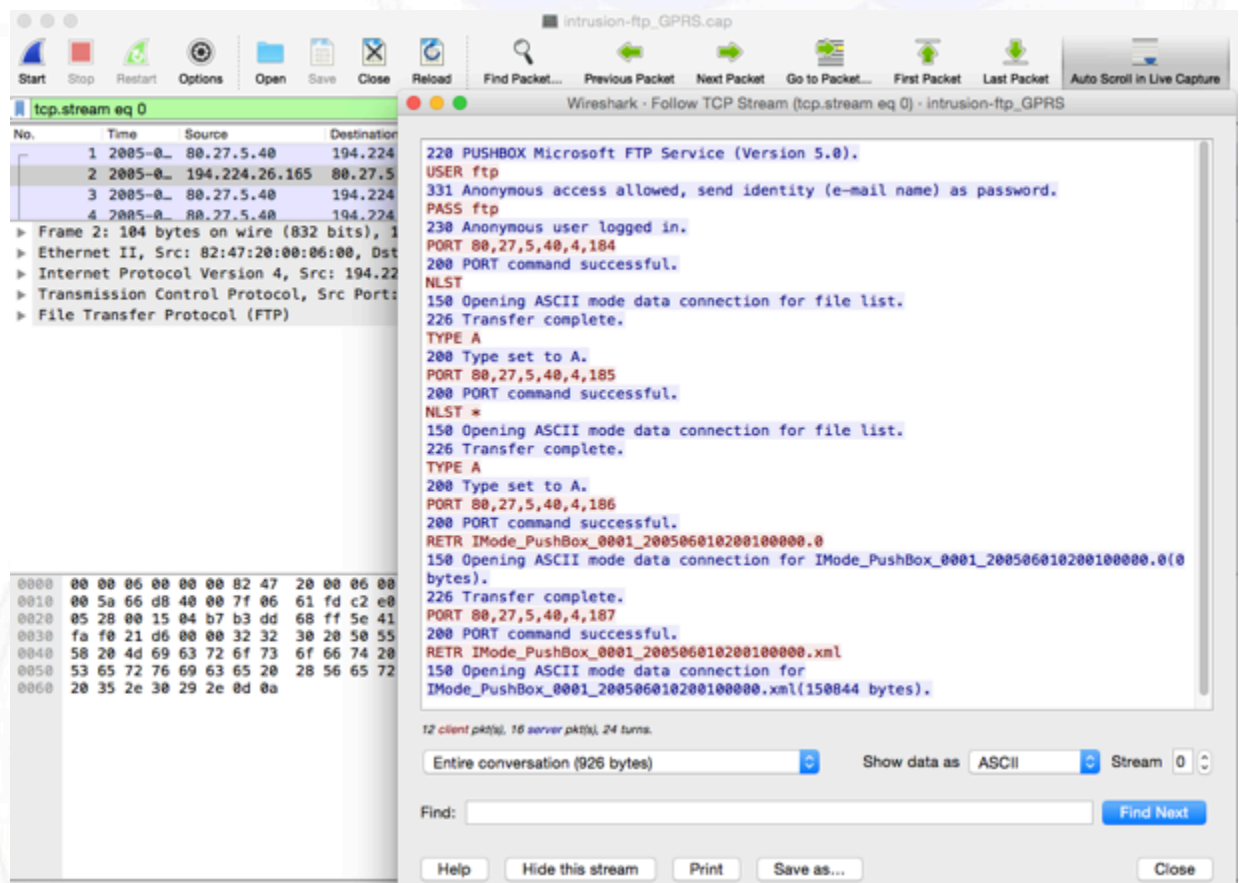 intrusion-ftp_GPRS.cap
Start Stop Restart Options Open Save Close Reload Find Packet... Previous Packet Next Packet Go to Packet... First Packet Last Packet Auto Scroll in Live Capture
tcp.stream eq 0
No. Time Source Destination
1 2005-0… 80.27.5.40 194.224
2 2005-0… 194.224.26.165 80.27.5
3 2005-0… 80.27.5.40 194.224
4 2005-0… 80.27.5.40 194.224
Frame 2: 104 bytes on wire (832 bits), 1
Ethernet II, Src: 82:47:20:00:06:00, Dst
Internet Protocol Version 4, Src: 194.22
Transmission Control Protocol, Src Port:
File Transfer Protocol (FTP)
0000 00 00 06 00 00 00 82 47 20 00 06 00
0010 00 5a 66 d8 40 00 7f 06 61 fd c2 e0
0020 05 28 00 15 04 b7 b3 dd 68 ff 5e 41
0030 fa f0 21 d6 00 00 32 32 30 20 50 55
0040 58 20 4d 69 63 72 6f 73 6f 66 74 20
0050 53 65 72 76 69 63 65 20 28 56 65 72
0060 20 35 2e 30 29 2e 0d 0a
Wireshark · Follow TCP Stream (tcp.stream eq 0) · intrusion-ftp_GPRS
220 PUSHBOX Microsoft FTP Service (Version 5.0).
USER ftp
331 Anonymous access allowed, send identity (e-mail name) as password.
PASS ftp
230 Anonymous user logged in.
PORT 80,27,5,40,4,184
200 PORT command successful.
NLST
150 Opening ASCII mode data connection for file list.
226 Transfer complete.
TYPE A
200 Type set to A.
PORT 80,27,5,40,4,185
200 PORT command successful.
NLST *
150 Opening ASCII mode data connection for file list.
226 Transfer complete.
TYPE A
200 Type set to A.
PORT 80,27,5,40,4,186
200 PORT command successful.
RETR IMode_PushBox_0001_200506010200100000.0
150 Opening ASCII mode data connection for IMode_PushBox_0001_200506010200100000.0(0
bytes).
226 Transfer complete.
PORT 80,27,5,40,4,187
200 PORT command successful.
RETR IMode_PushBox_0001_200506010200100000.xml
150 Opening ASCII mode data connection for
IMode_PushBox_0001_200506010200100000.xml(150844 bytes).
12 client pkt(s), 16 server pkt(s), 24 turns.
Entire conversation (926 bytes) Show data as ASCII Stream 0
Find: Find Next
Help Hide this stream Print Save as... Close